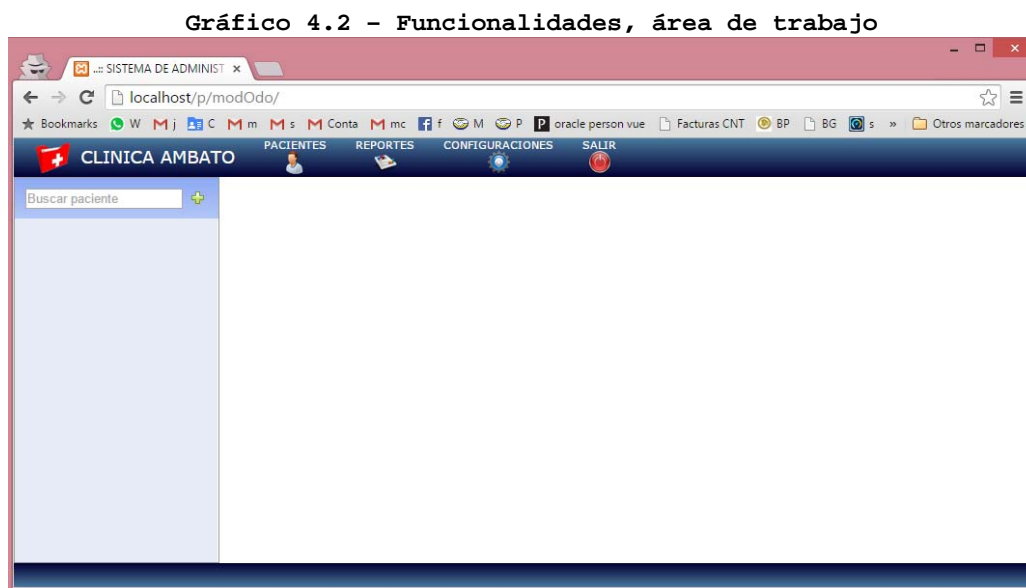 Gráfico 4.2 – Funcionalidades, área de trabajo
..:: SISTEMA DE ADMINIST ×
localhost/p/modOdo/
Bookmarks W j C m s Conta mc f M P oracle person vue Facturas CNT BP BG s » Otros marcadores
CLINICA AMBATO PACIENTES REPORTES CONFIGURACIONES SALIR
Buscar paciente